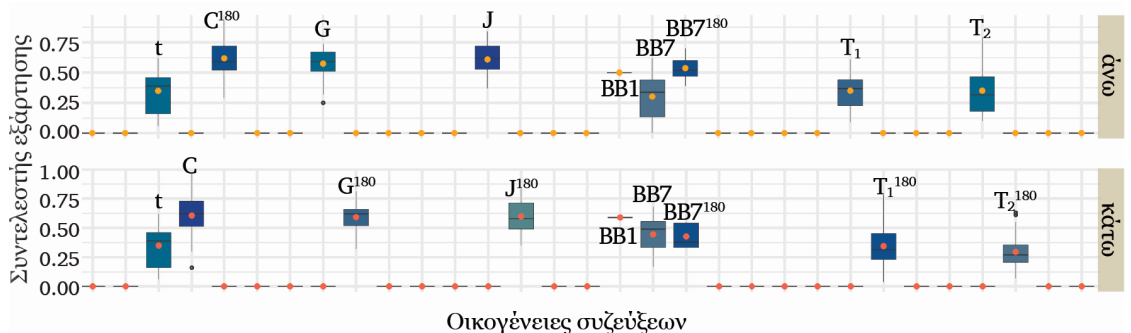 Συντελεστής εξάρτησης
0.75
0.50
0.25
0.00
t
C¹⁸⁰
G
J
BB1
BB7
BB7¹⁸⁰
T₁
T₂
άνω
1.00
0.75
0.50
0.25
0.00
t
C
G¹⁸⁰
J¹⁸⁰
BB1
BB7
BB7¹⁸⁰
T₁¹⁸⁰
T₂¹⁸⁰
κάτω
Οικογένειες συζεύξεων